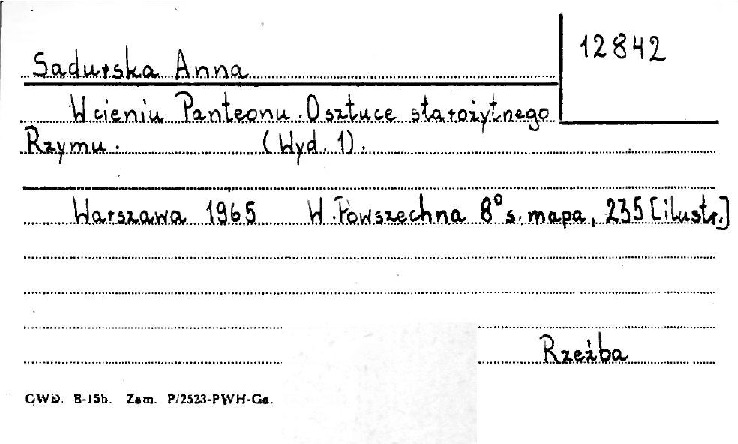 12842
Sadurska Anna
W cieniu Panteonu. O sztuce starożytnego
Rzymu. (Wyd. 1).
Warszawa 1965 W. Powszechna 8° s. mapa, 235 [ilustr.]
Rzeźba
CWD. B-15b. Zam. P/2523-PWH-Ga.